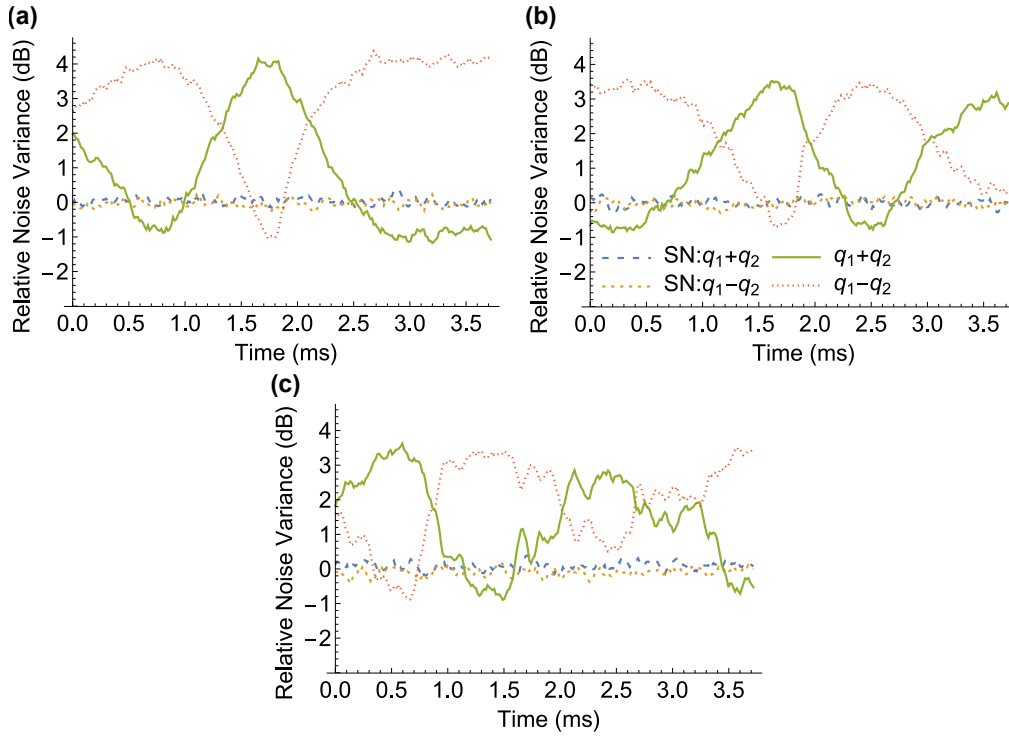 (a)
Relative Noise Variance (dB)
4
3
2
1
0
−1
−2
0.0 0.5 1.0 1.5 2.0 2.5 3.0 3.5
Time (ms)
(b)
Relative Noise Variance (dB)
4
3
2
1
0
−1
−2
SN:q₁+q₂ q₁+q₂
SN:q₁−q₂ q₁−q₂
0.0 0.5 1.0 1.5 2.0 2.5 3.0 3.5
Time (ms)
(c)
Relative Noise Variance (dB)
4
3
2
1
0
−1
−2
0.0 0.5 1.0 1.5 2.0 2.5 3.0 3.5
Time (ms)